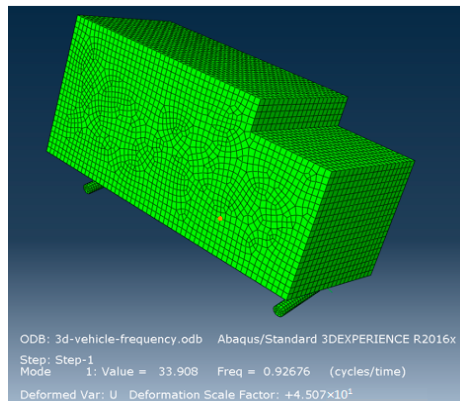 ODB: 3d-vehicle-frequency.odb Abaqus/Standard 3DEXPERIENCE R2016x
Step: Step-1
Mode 1: Value = 33.908 Freq = 0.92676 (cycles/time)
Deformed Var: U Deformation Scale Factor: +4.507×10¹